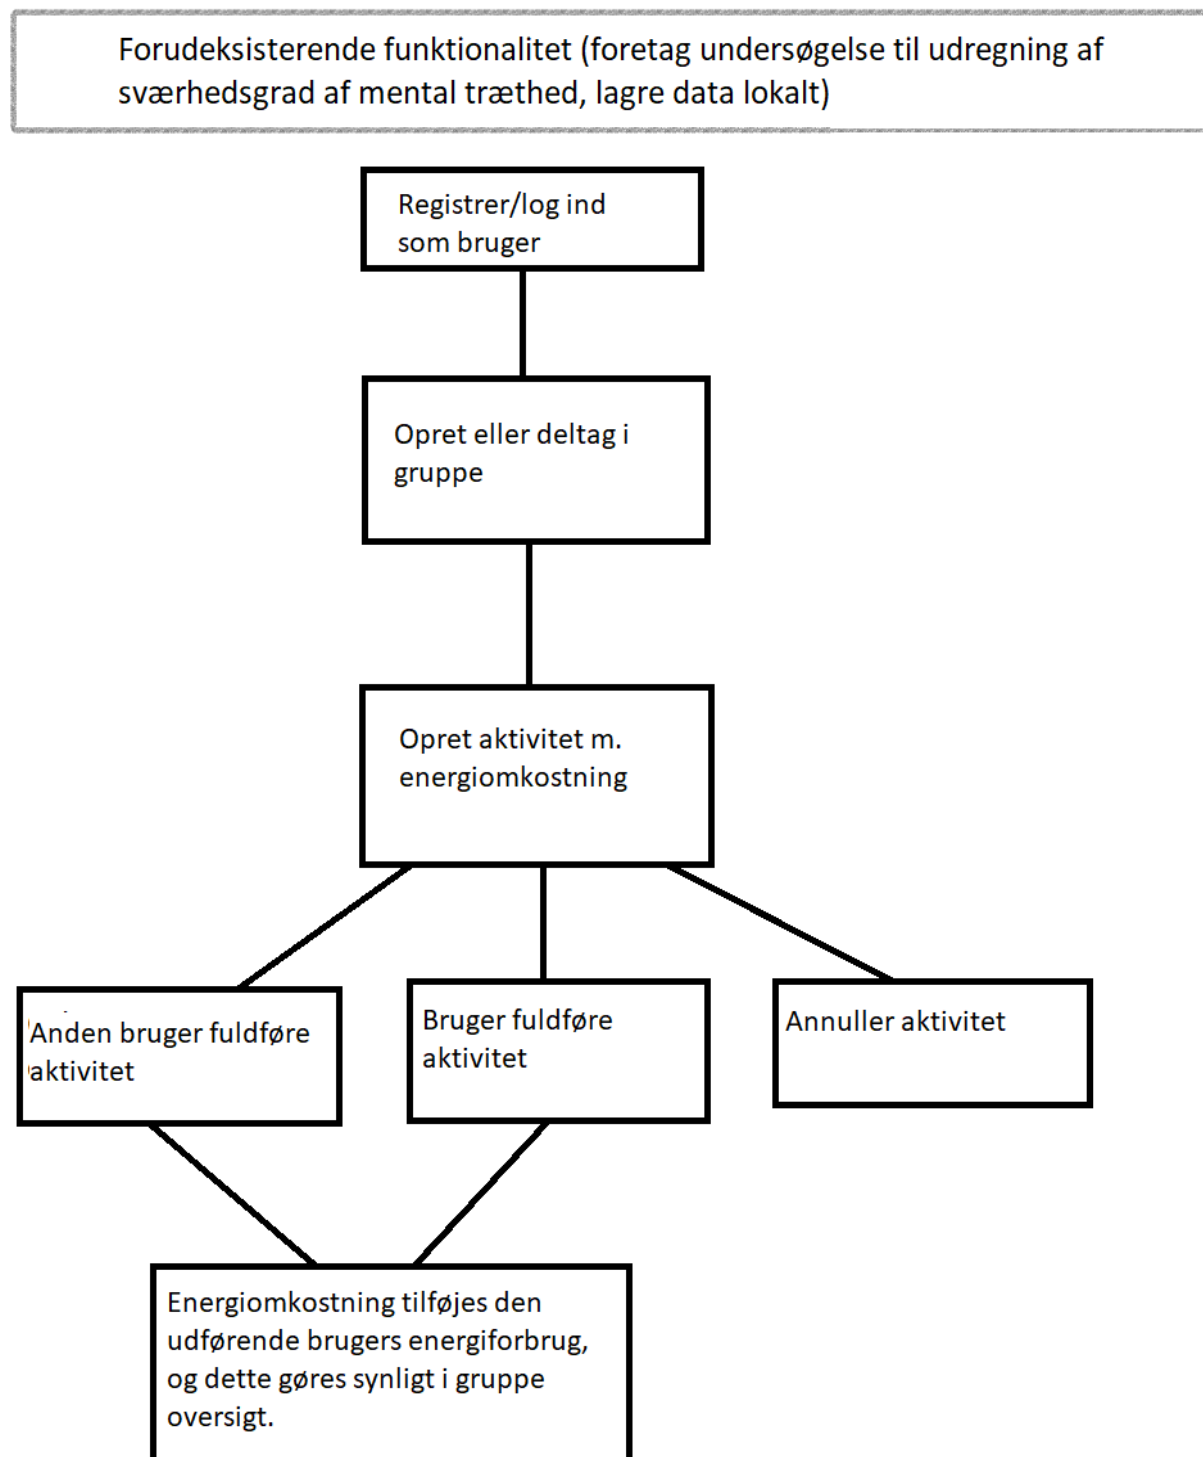 Forudeksisterende funktionalitet (foretag undersøgelse til udregning af
sværhedsgrad af mental træthed, lagre data lokalt)
Registrer/log ind
som bruger
Opret eller deltag i
gruppe
Opret aktivitet m.
energiomkostning
Anden bruger fuldføre
aktivitet
Bruger fuldføre
aktivitet
Annuller aktivitet
Energiomkostning tilføjes den
udførende brugers energiforbrug,
og dette gøres synligt i gruppe
oversigt.